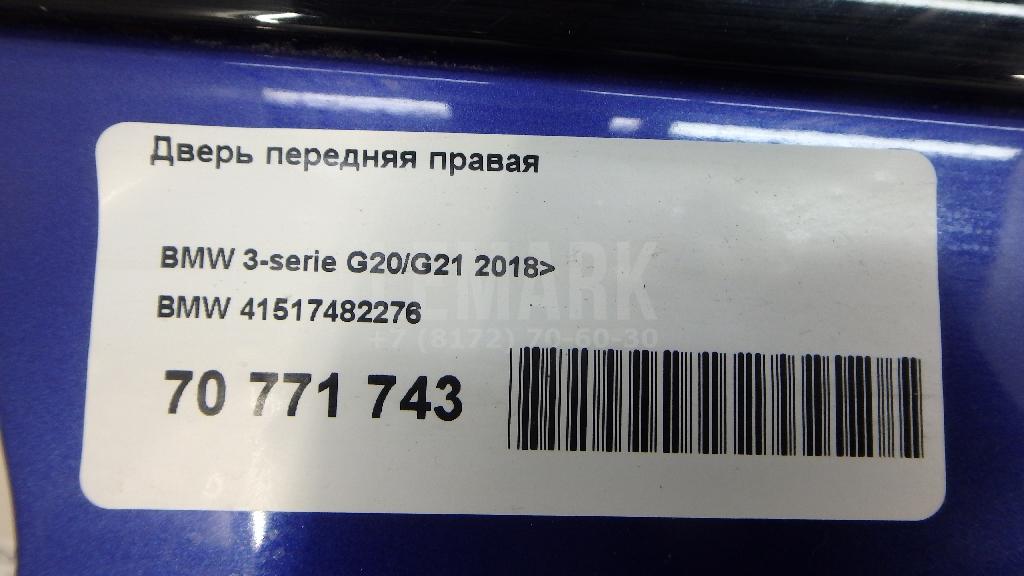 Дверь передняя правая
BMW 3-serie G20/G21 2018>
LEMARK
BMW 41517482276
+7 (8172) 70-60-30
70 771 743